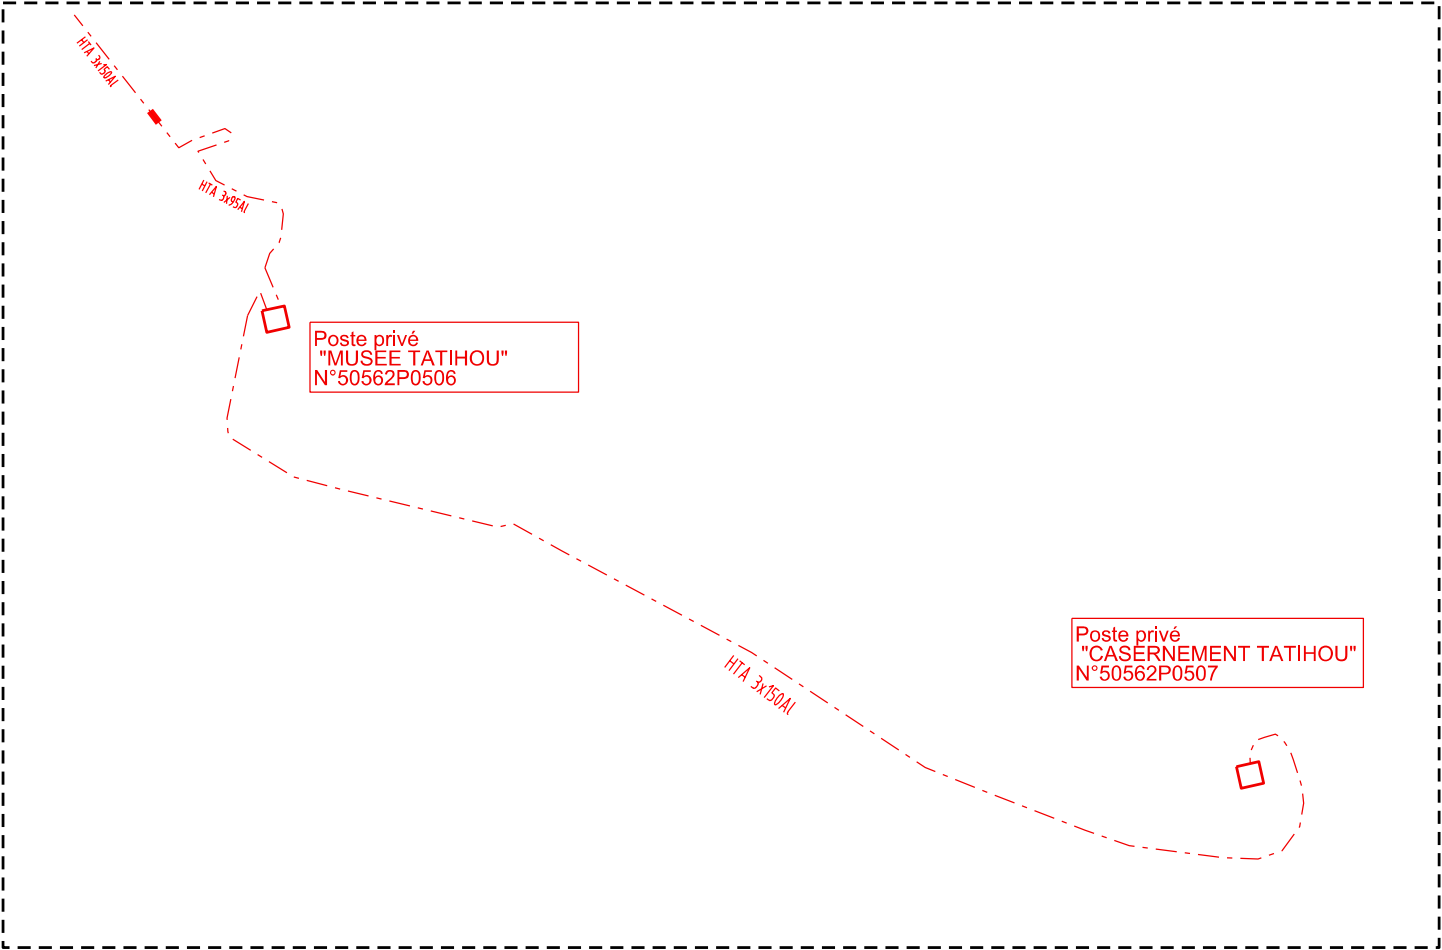 HTA 3x150Al
HTA 3x95Al
Poste privé
"MUSEE TATIHOU"
N°50562P0506
HTA 3x150Al
Poste privé
"CASERNEMENT TATIHOU"
N°50562P0507